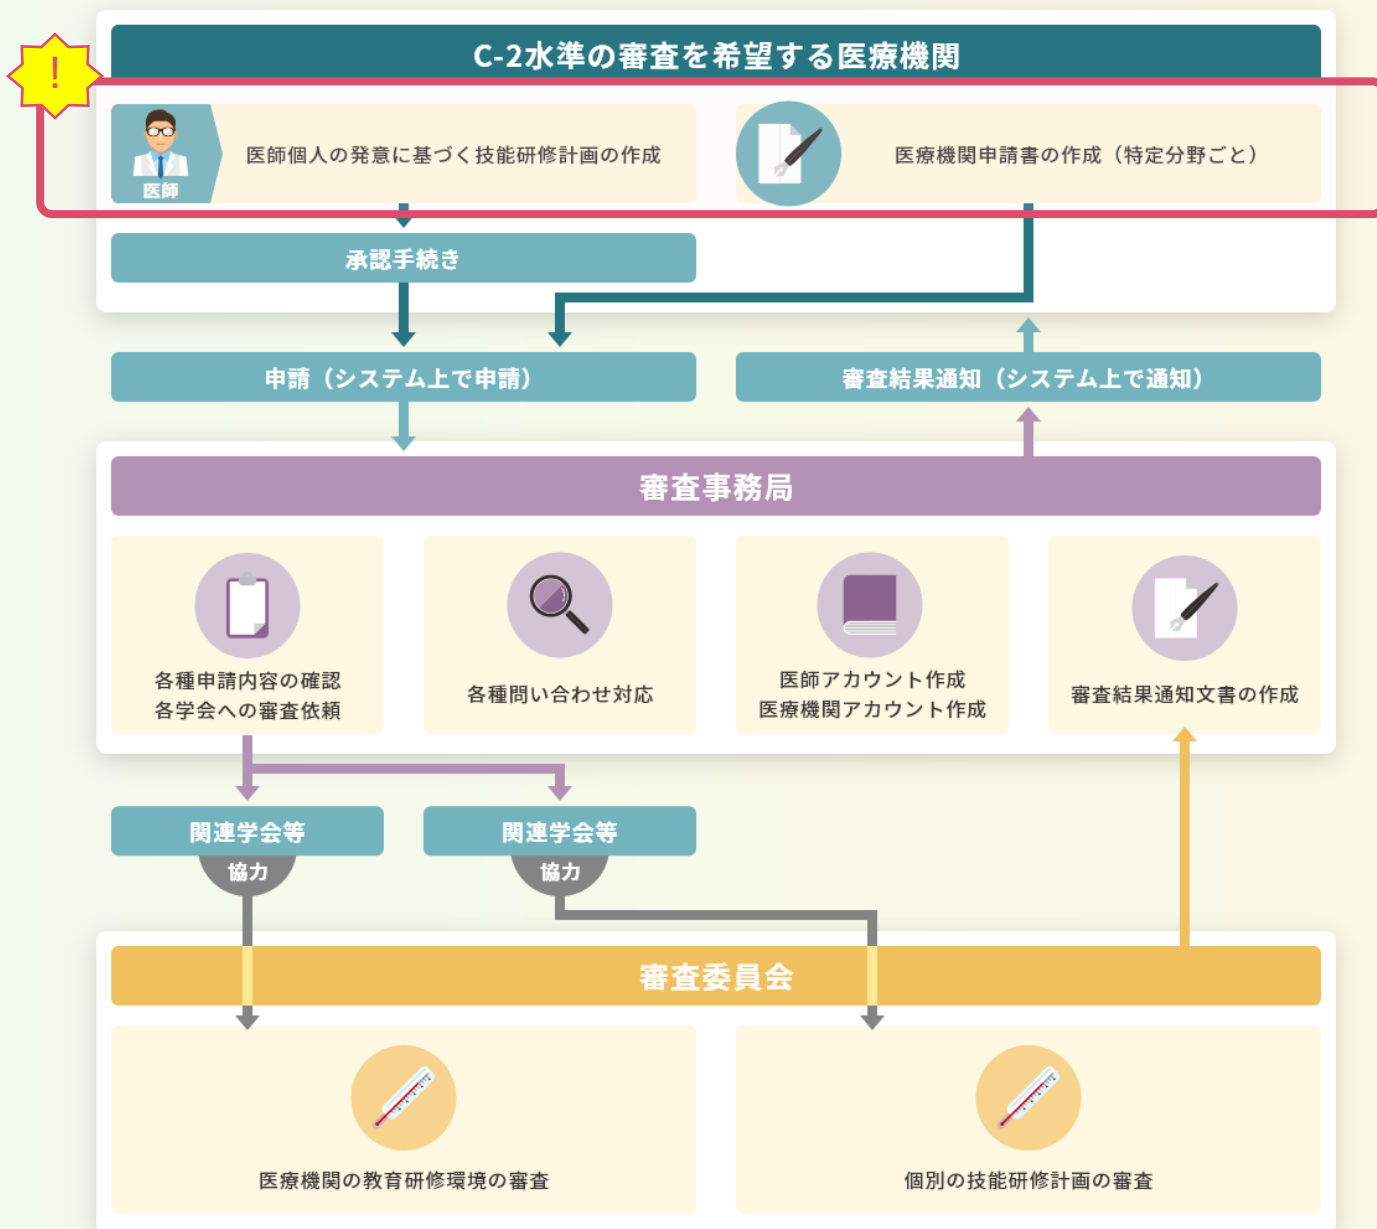 C-2水準の審査を希望する医療機関
!
医師個人の発意に基づく技能研修計画の作成
医師
医療機関申請書の作成（特定分野ごと）
承認手続き
申請（システム上で申請）
審査結果通知（システム上で通知）
審査事務局
各種申請内容の確認
各学会への審査依頼
各種問い合わせ対応
医師アカウント作成
医療機関アカウント作成
審査結果通知文書の作成
関連学会等
協力
関連学会等
協力
審査委員会
医療機関の教育研修環境の審査
個別の技能研修計画の審査